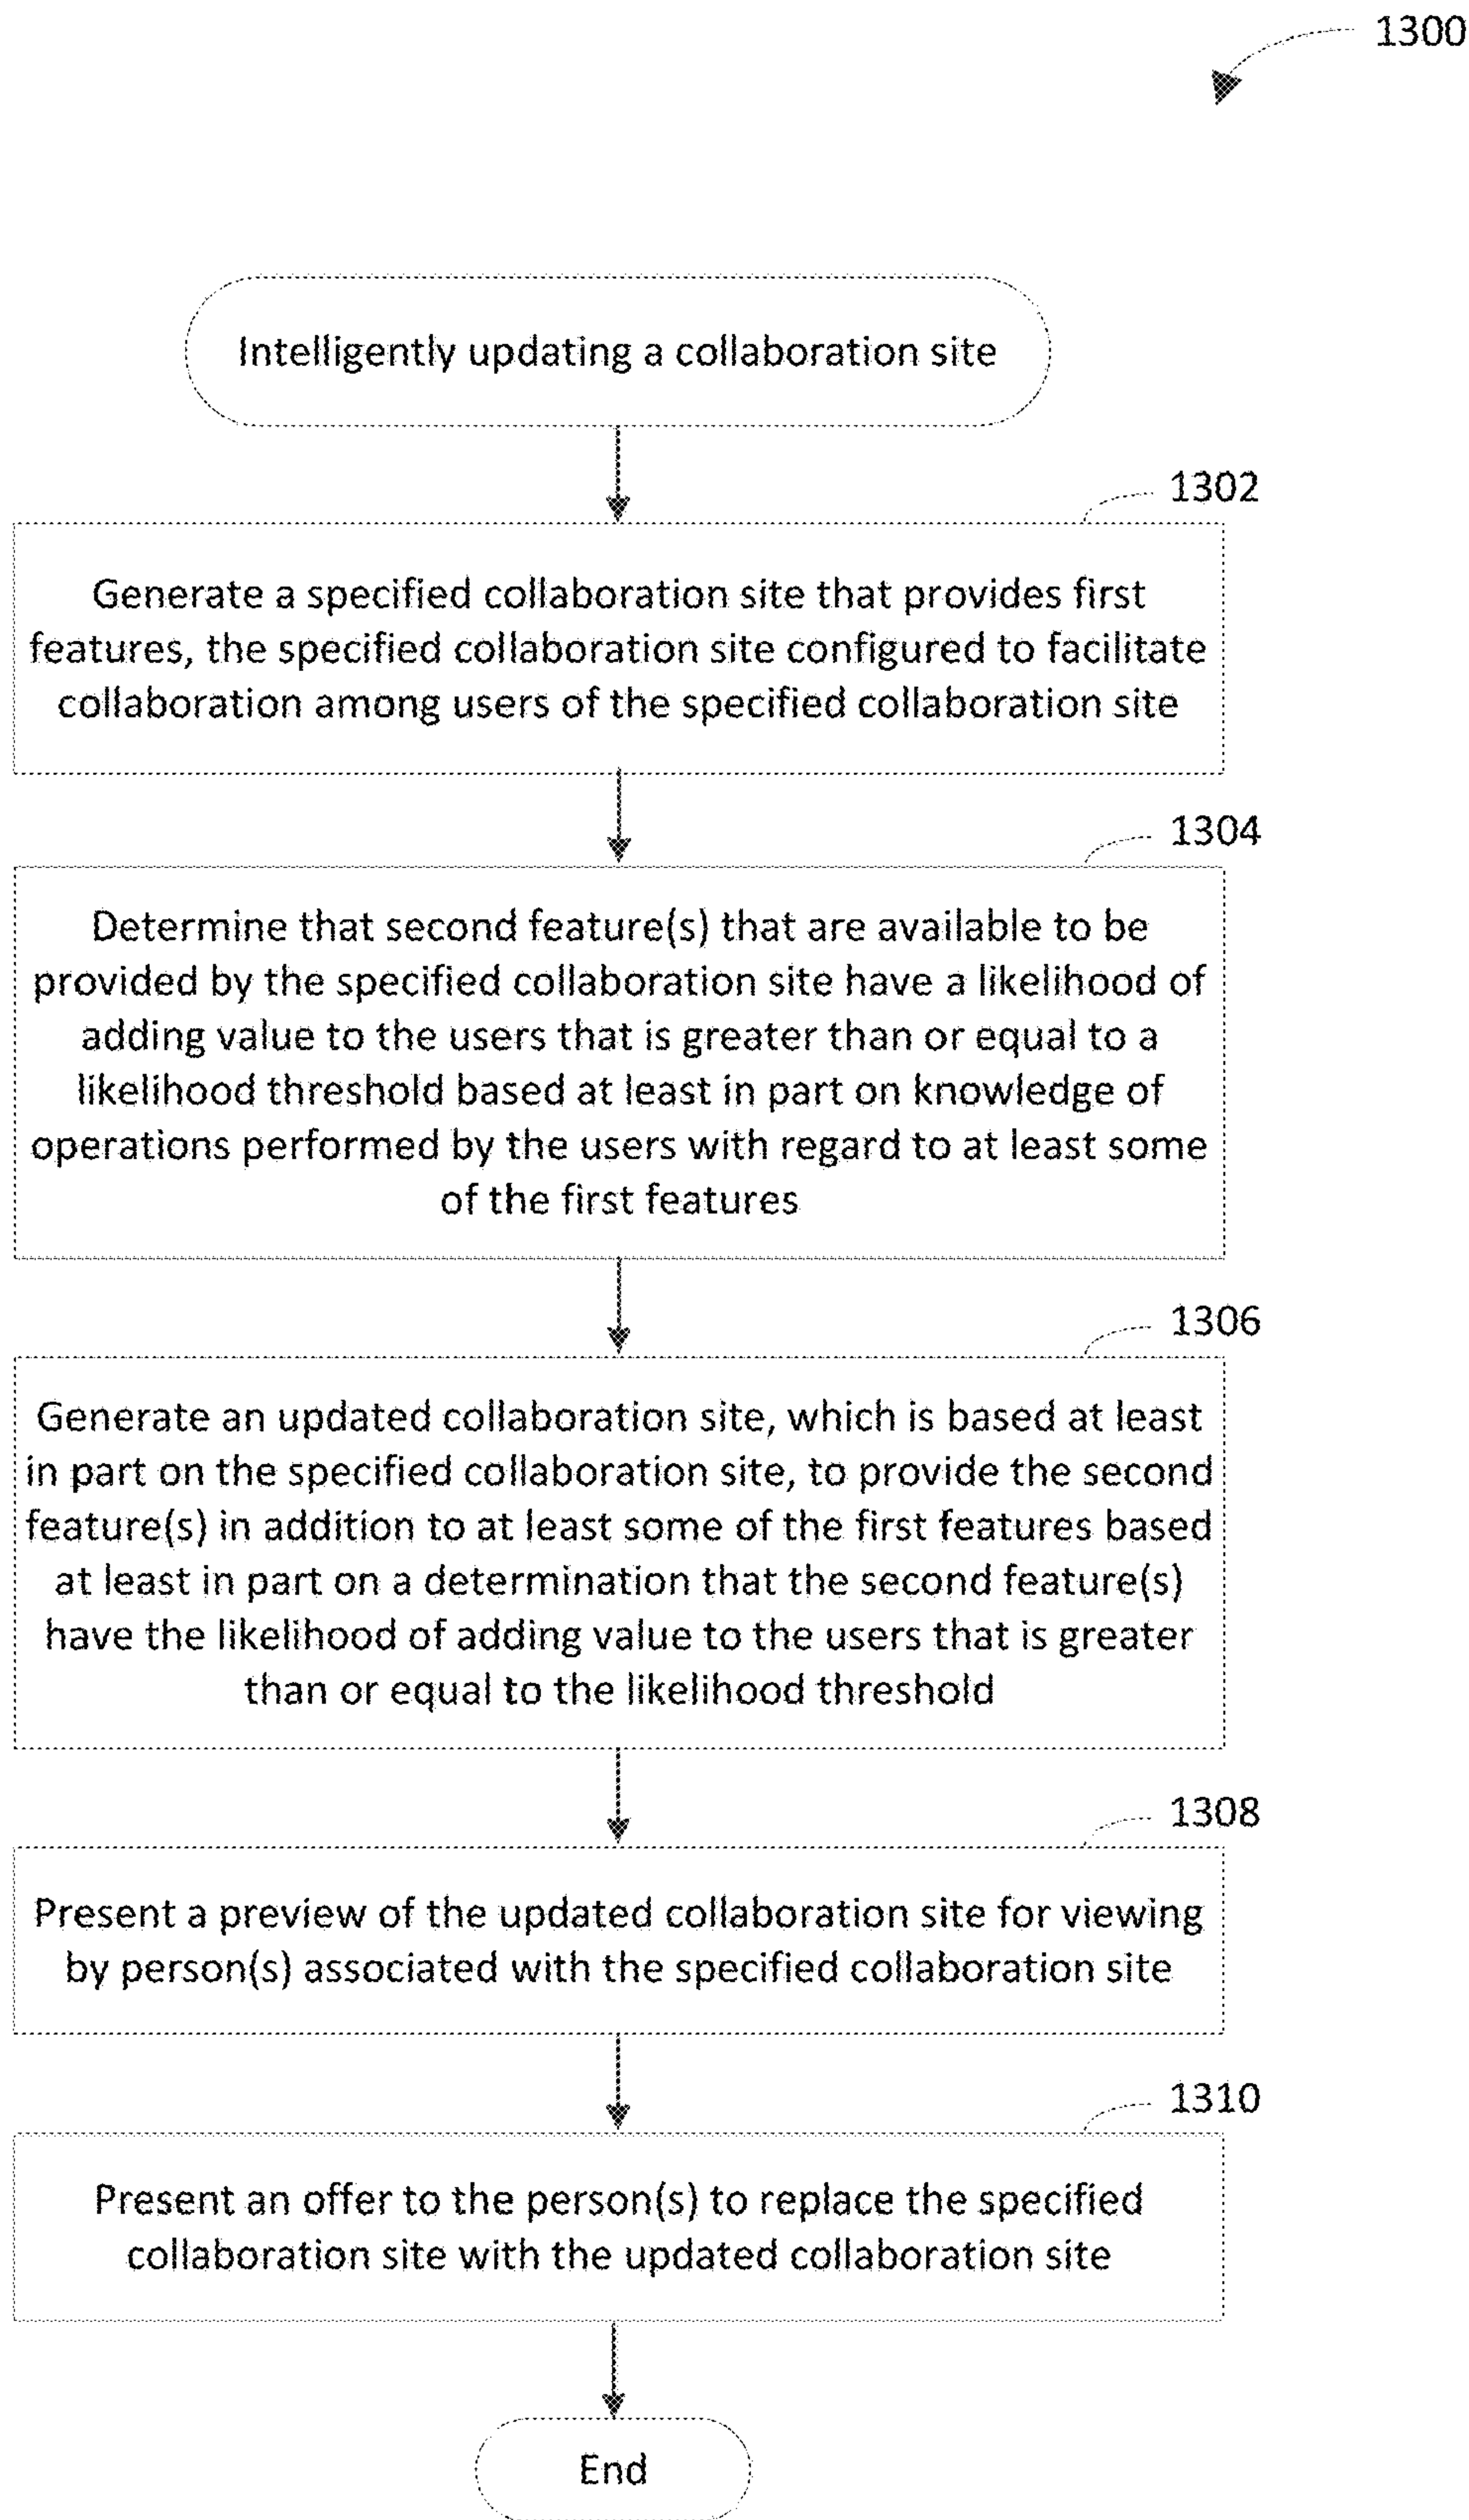 1300
Intelligently updating a collaboration site
1302
Generate a specified collaboration site that provides first
features, the specified collaboration site configured to facilitate
collaboration among users of the specified collaboration site
1304
Determine that second feature(s) that are available to be
provided by the specified collaboration site have a likelihood of
adding value to the users that is greater than or equal to a
likelihood threshold based at least in part on knowledge of
operations performed by the users with regard to at least some
of the first features
1306
Generate an updated collaboration site, which is based at least
in part on the specified collaboration site, to provide the second
feature(s) in addition to at least some of the first features based
at least in part on a determination that the second feature(s)
have the likelihood of adding value to the users that is greater
than or equal to the likelihood threshold
1308
Present a preview of the updated collaboration site for viewing
by person(s) associated with the specified collaboration site
1310
Present an offer to the person(s) to replace the specified
collaboration site with the updated collaboration site
End